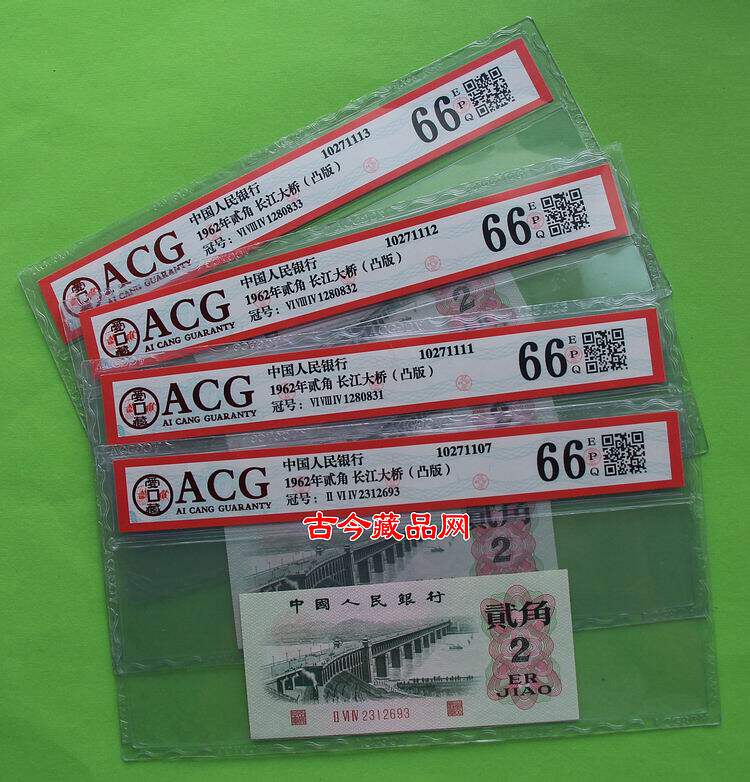 ACG
AI CANG GUARANTY
中国人民银行
10271113
1962年贰角 长江大桥（凸版）
冠号：VI VIII IV 1280833
66
E
P
Q
ACG
AI CANG GUARANTY
中国人民银行
10271112
1962年贰角 长江大桥（凸版）
冠号：VI VIII IV 1280832
66
E
P
Q
2
ACG
AI CANG GUARANTY
中国人民银行
10271111
1962年贰角 长江大桥（凸版）
冠号：VI VIII IV 1280831
66
E
P
Q
ACG
AI CANG GUARANTY
中国人民银行
10271107
1962年贰角 长江大桥（凸版）
冠号：II VI IV 2312693
66
E
P
Q
古今藏品网
貳角
2
中國人民銀行
貳角
2
ER
JIAO
II VI IV 2312693